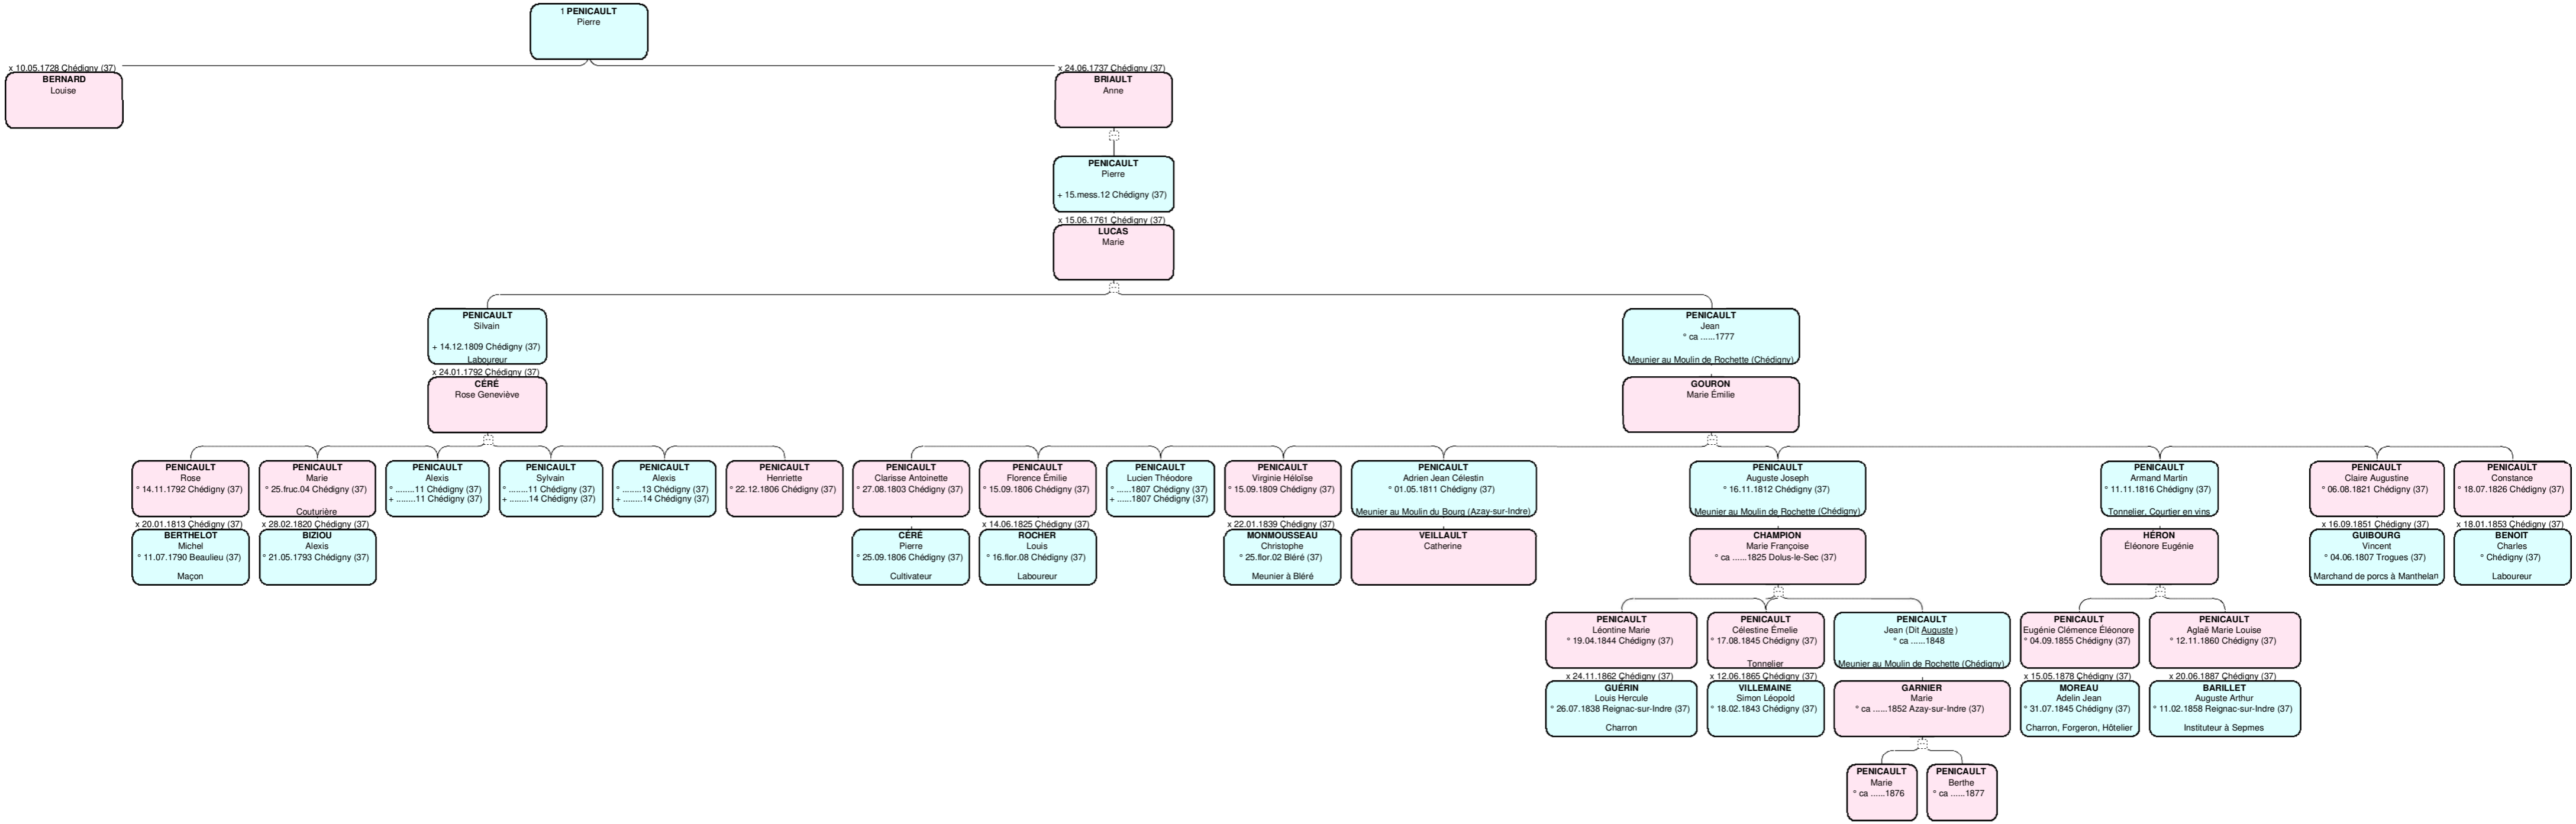 1 PENICAULT
Pierre
x 10.05.1728 Chédigny (37)
BERNARD
Louise
x 24.06.1737 Chédigny (37)
BRIAULT
Anne
PENICAULT
Pierre
+ 15.mess.12 Chédigny (37)
x 15.06.1761 Chédigny (37)
LUCAS
Marie
PENICAULT
Silvain
+ 14.12.1809 Chédigny (37)
Laboureur
x 24.01.1792 Chédigny (37)
CÉRÉ
Rose Geneviève
PENICAULT
Jean
° ca ......1777
Meunier au Moulin de Rochette (Chédigny)
GOURON
Marie Émilie
PENICAULT
Rose
° 14.11.1792 Chédigny (37)
x 20.01.1813 Chédigny (37)
BERTHELOT
Michel
° 11.07.1790 Beaulieu (37)
Maçon
PENICAULT
Marie
° 25.fruc.04 Chédigny (37)
Couturière
x 28.02.1820 Chédigny (37)
BIZIOU
Alexis
° 21.05.1793 Chédigny (37)
PENICAULT
Alexis
° ........11 Chédigny (37)
+ ........11 Chédigny (37)
PENICAULT
Sylvain
° ........11 Chédigny (37)
+ ........14 Chédigny (37)
PENICAULT
Alexis
° ........13 Chédigny (37)
+ ........14 Chédigny (37)
PENICAULT
Henriette
° 22.12.1806 Chédigny (37)
PENICAULT
Clarisse Antoinette
° 27.08.1803 Chédigny (37)
CÉRÉ
Pierre
° 25.09.1806 Chédigny (37)
Cultivateur
PENICAULT
Florence Émilie
° 15.09.1806 Chédigny (37)
x 14.06.1825 Chédigny (37)
ROCHER
Louis
° 16.flor.08 Chédigny (37)
Laboureur
PENICAULT
Lucien Théodore
° ......1807 Chédigny (37)
+ ......1807 Chédigny (37)
PENICAULT
Virginie Héloïse
° 15.09.1809 Chédigny (37)
x 22.01.1839 Chédigny (37)
MONMOUSSEAU
Christophe
° 25.flor.02 Bléré (37)
Meunier à Bléré
PENICAULT
Adrien Jean Célestin
° 01.05.1811 Chédigny (37)
Meunier au Moulin du Bourg (Azay-sur-Indre)
VEILLAULT
Catherine
PENICAULT
Auguste Joseph
° 16.11.1812 Chédigny (37)
Meunier au Moulin de Rochette (Chédigny)
CHAMPION
Marie Françoise
° ca ......1825 Dolus-le-Sec (37)
PENICAULT
Armand Martin
° 11.11.1816 Chédigny (37)
Tonnelier, Courtier en vins
HÉRON
Éléonore Eugénie
PENICAULT
Claire Augustine
° 06.08.1821 Chédigny (37)
x 16.09.1851 Chédigny (37)
GUIBOURG
Vincent
° 04.06.1807 Trogues (37)
Marchand de porcs à Manthelan
PENICAULT
Constance
° 18.07.1826 Chédigny (37)
x 18.01.1853 Chédigny (37)
BENOIT
Charles
° Chédigny (37)
Laboureur
PENICAULT
Léontine Marie
° 19.04.1844 Chédigny (37)
x 24.11.1862 Chédigny (37)
GUÉRIN
Louis Hercule
° 26.07.1838 Reignac-sur-Indre (37)
Charron
PENICAULT
Célestine Émelie
° 17.08.1845 Chédigny (37)
Tonnelier
x 12.06.1865 Chédigny (37)
VILLEMAINE
Simon Léopold
° 18.02.1843 Chédigny (37)
PENICAULT
Jean (Dit Auguste )
° ca ......1848
Meunier au Moulin de Rochette (Chédigny)
GARNIER
Marie
° ca ......1852 Azay-sur-Indre (37)
PENICAULT
Eugénie Clémence Éléonore
° 04.09.1855 Chédigny (37)
x 15.05.1878 Chédigny (37)
MOREAU
Adelin Jean
° 31.07.1845 Chédigny (37)
Charron, Forgeron, Hôtelier
PENICAULT
Aglaë Marie Louise
° 12.11.1860 Chédigny (37)
x 20.06.1887 Chédigny (37)
BARILLET
Auguste Arthur
° 11.02.1858 Reignac-sur-Indre (37)
Instituteur à Sepmes
PENICAULT
Marie
° ca ......1876
PENICAULT
Berthe
° ca ......1877